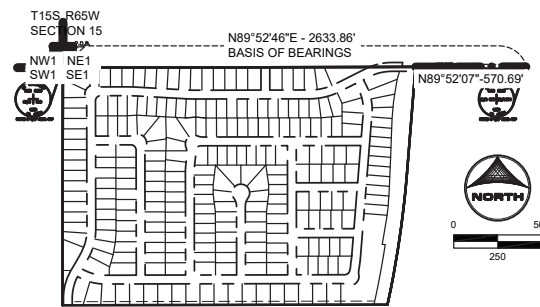 T15S R65W
SECTION 15
N89°52'46"E - 2633.86'
BASIS OF BEARINGS
NW1 NE1
SW1 SE1
N89°52'07"-570.69'
NORTH
0
250